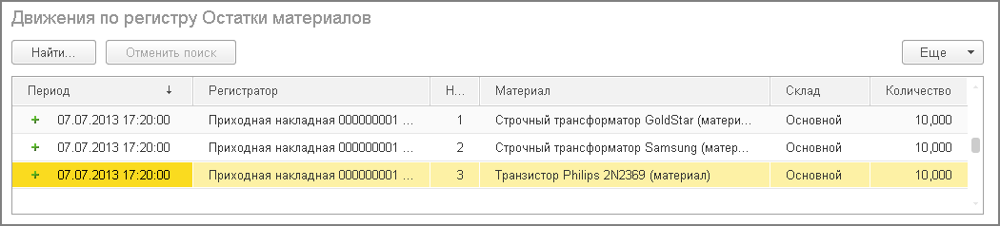 Движения по регистру Остатки материалов
Найти... Отменить поиск Еще
Период Регистратор Н... Материал Склад Количество
07.07.2013 17:20:00 Приходная накладная 000000001 ... 1 Строчный трансформатор GoldStar (матери... Основной 10,000
07.07.2013 17:20:00 Приходная накладная 000000001 ... 2 Строчный трансформатор Samsung (матер... Основной 10,000
07.07.2013 17:20:00 Приходная накладная 000000001 ... 3 Транзистор Philips 2N2369 (материал) Основной 10,000